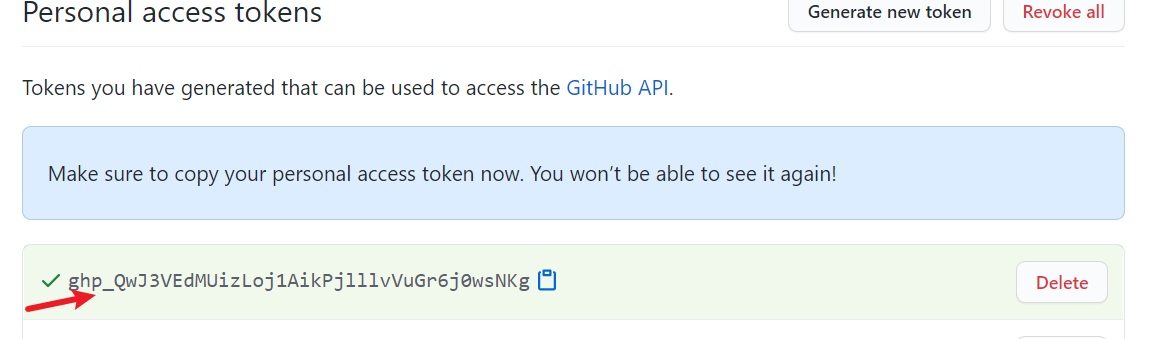 Personal access tokens
Generate new token
Revoke all
Tokens you have generated that can be used to access the GitHub API.
Make sure to copy your personal access token now. You won't be able to see it again!
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
Delete